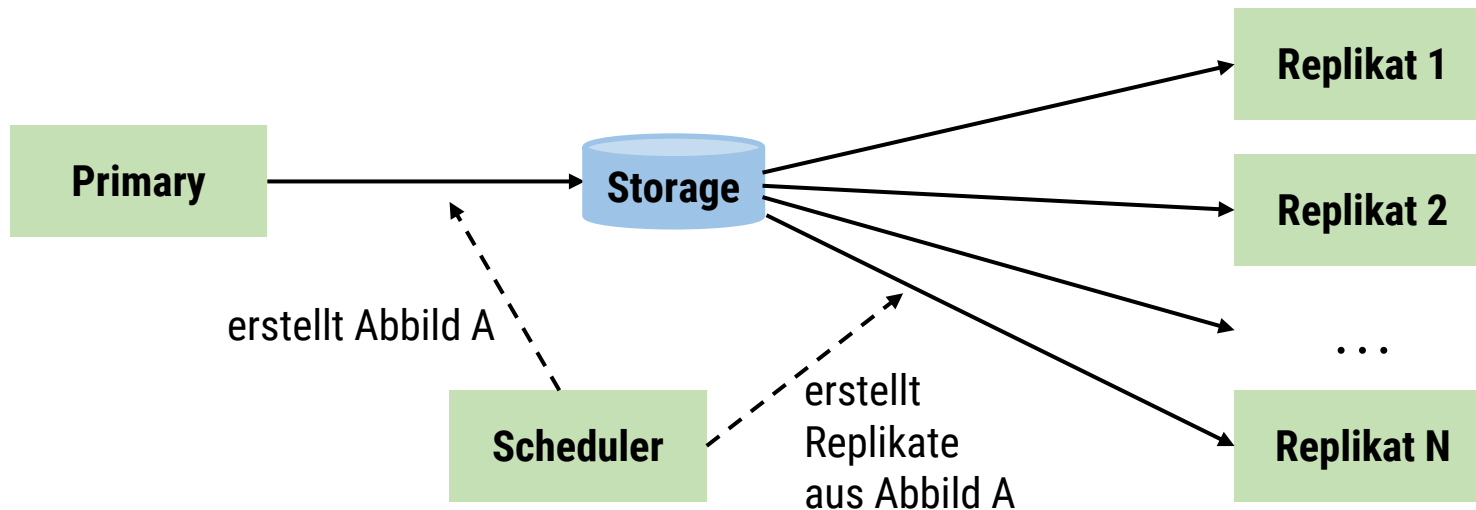 Replikat 1
Primary
Storage
Replikat 2
erstellt Abbild A
...
erstellt
Replikate
aus Abbild A
Scheduler
Replikat N